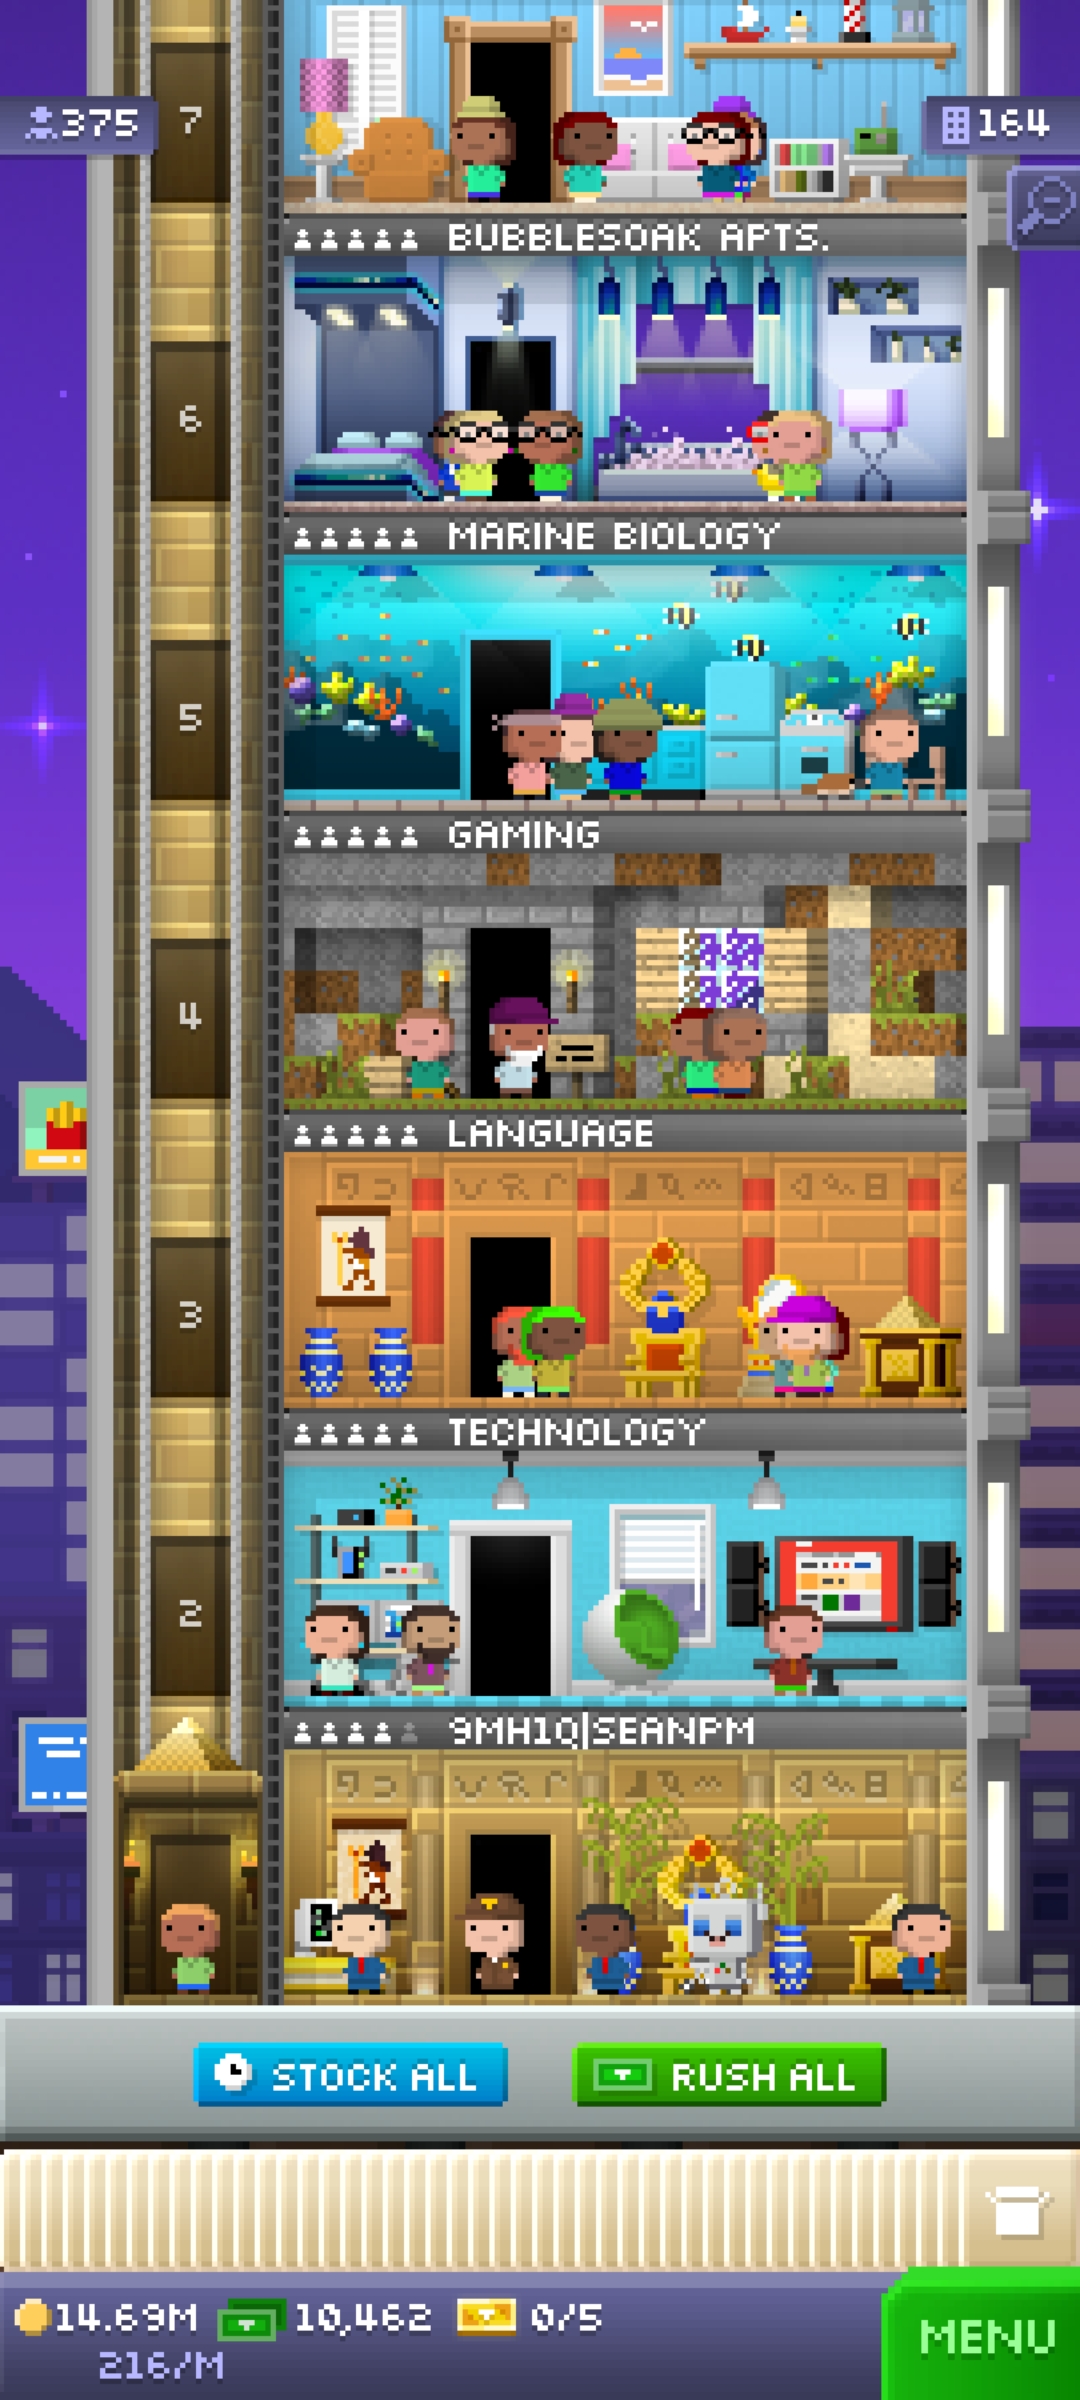 7
375
164
BUBBLESOAK APTS.
6
MARINE BIOLOGY
5
GAMING
4
LANGUAGE
3
TECHNOLOGY
2
9MH1Q|SEANPM
STOCK ALL
RUSH ALL
14.69M
10,462
0/5
MENU
216/M